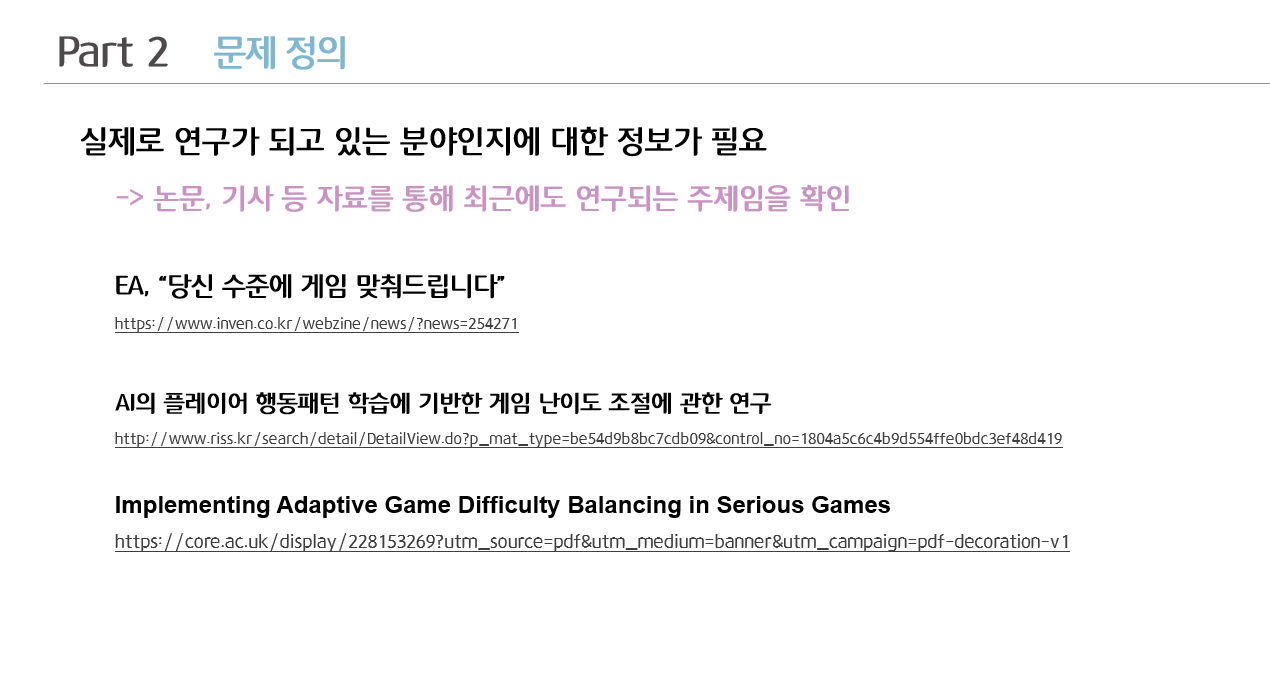 Part 2 문제 정의
실제로 연구가 되고 있는 분야인지에 대한 정보가 필요
-> 논문, 기사 등 자료를 통해 최근에도 연구되는 주제임을 확인
EA, “당신 수준에 게임 맞춰드립니다”
https://www.inven.co.kr/webzine/news/?news=254271
AI의 플레이어 행동패턴 학습에 기반한 게임 난이도 조절에 관한 연구
http://www.riss.kr/search/detail/DetailView.do?p_mat_type=be54d9b8bc7cdb09&control_no=1804a5c6c4b9d554ffe0bdc3ef48d419
Implementing Adaptive Game Difficulty Balancing in Serious Games
https://core.ac.uk/display/228153269?utm_source=pdf&utm_medium=banner&utm_campaign=pdf-decoration-v1